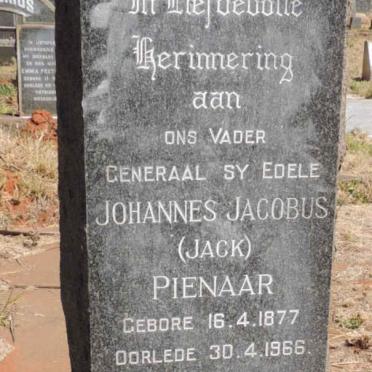 In Liefdevolle
Herinnering
aan
ONS VADER
GENERAAL SY EDELE
JOHANNES JACOBUS
(JACK)
PIENAAR
GEBORE 16.4.1877
OORLEDE 30.4.1966.